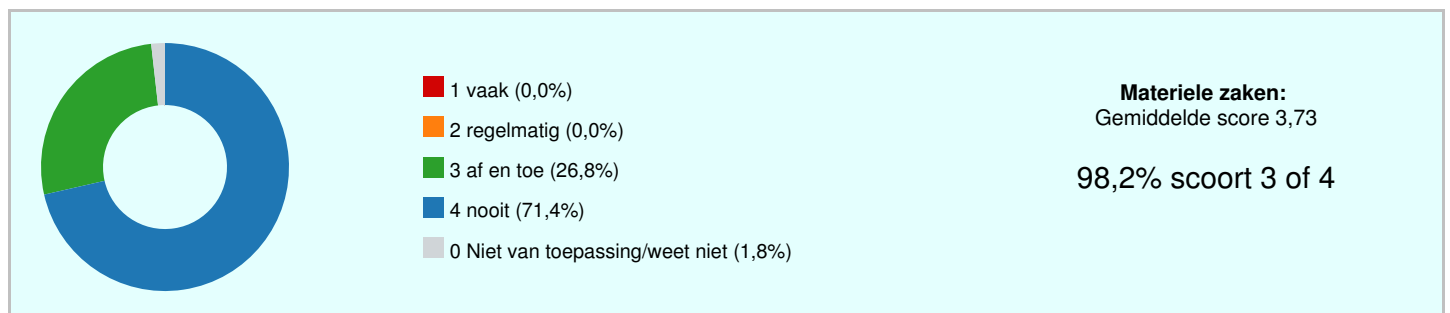 1 vaak (0,0%)
2 regelmatig (0,0%)
3 af en toe (26,8%)
4 nooit (71,4%)
0 Niet van toepassing/weet niet (1,8%)
Materiele zaken:
Gemiddelde score 3,73
98,2% scoort 3 of 4